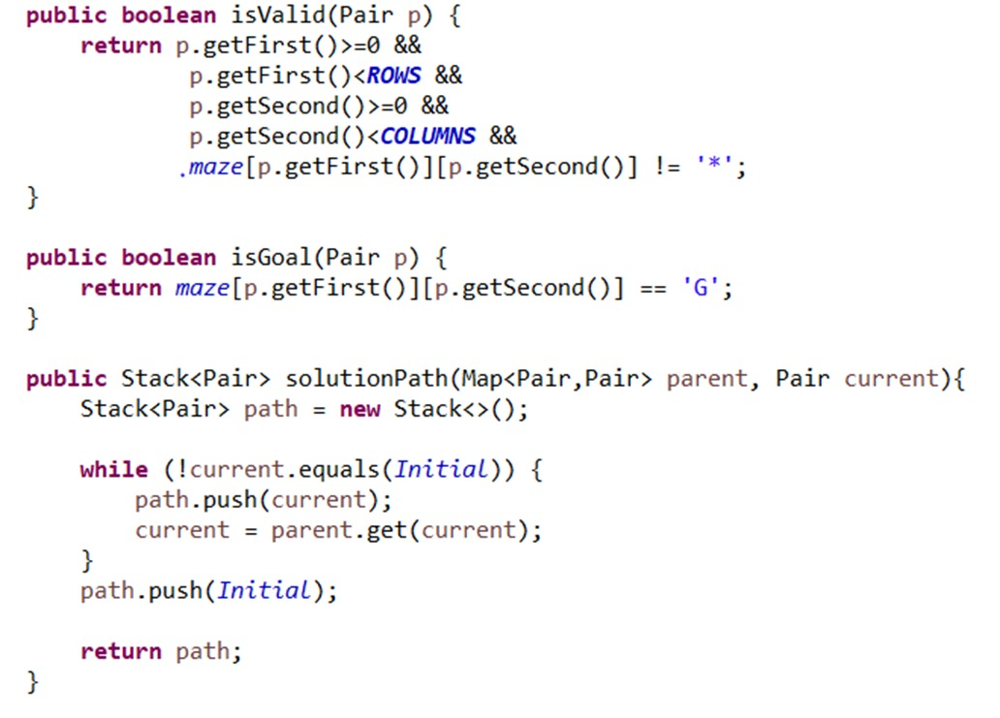 public boolean isValid(Pair p) {
    return p.getFirst()>=0 &&
            p.getFirst()<ROWS &&
            p.getSecond()>=0 &&
            p.getSecond()<COLUMNS &&
           .maze[p.getFirst()][p.getSecond()] != '*';
}

public boolean isGoal(Pair p) {
    return maze[p.getFirst()][p.getSecond()] == 'G';
}

public Stack<Pair> solutionPath(Map<Pair,Pair> parent, Pair current){
    Stack<Pair> path = new Stack<>();

    while (!current.equals(Initial)) {
        path.push(current);
        current = parent.get(current);
    }
    path.push(Initial);

    return path;
}